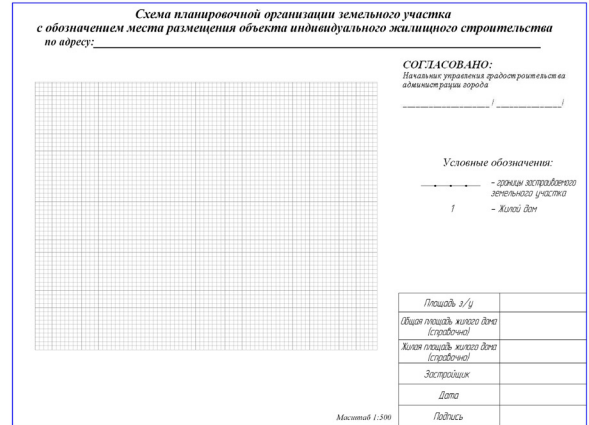 Схема планировочной организации земельного участка
с обозначением места размещения объекта индивидуального жилищного строительства
по адресу:
СОГЛАСОВАНО:
Начальник управления градостроительства
администрации города
/ /
Условные обозначения:
- границы застраиваемого
земельного участка
1 - Жилой дом
Площадь з/у
Общая площадь жилого дома
(справочно)
Жилая площадь жилого дома
(справочно)
Застройщик
Дата
Подпись
Масштаб 1:500